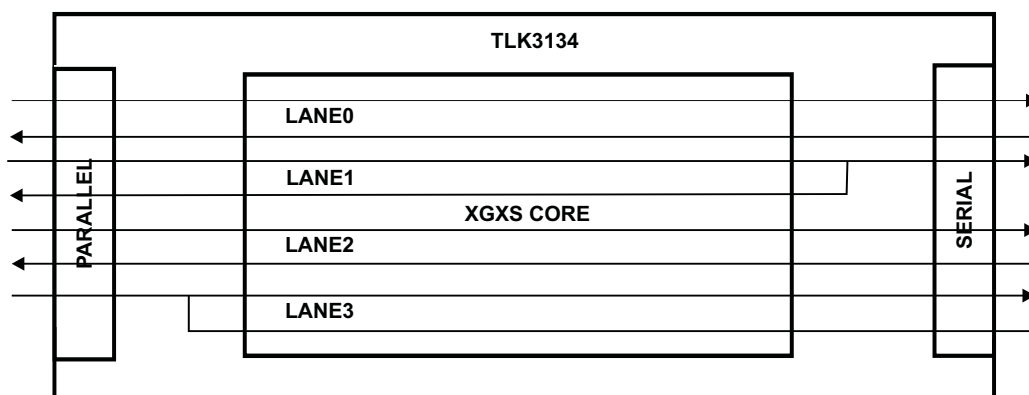 TLK3134
LANE0
LANE1
XGXS CORE
LANE2
LANE3
PARALLEL
SERIAL